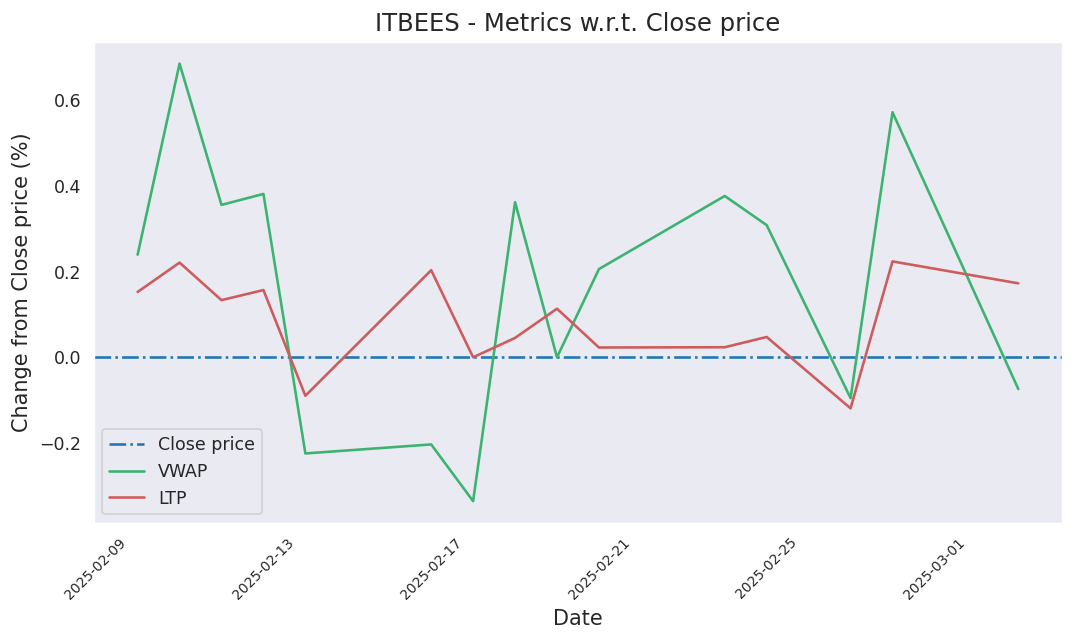 ITBEES - Metrics w.r.t. Close price
Change from Close price (%)
0.6
0.4
0.2
0.0
−0.2
Close price
VWAP
LTP
2025-02-09
2025-02-13
2025-02-17
2025-02-21
2025-02-25
2025-03-01
Date